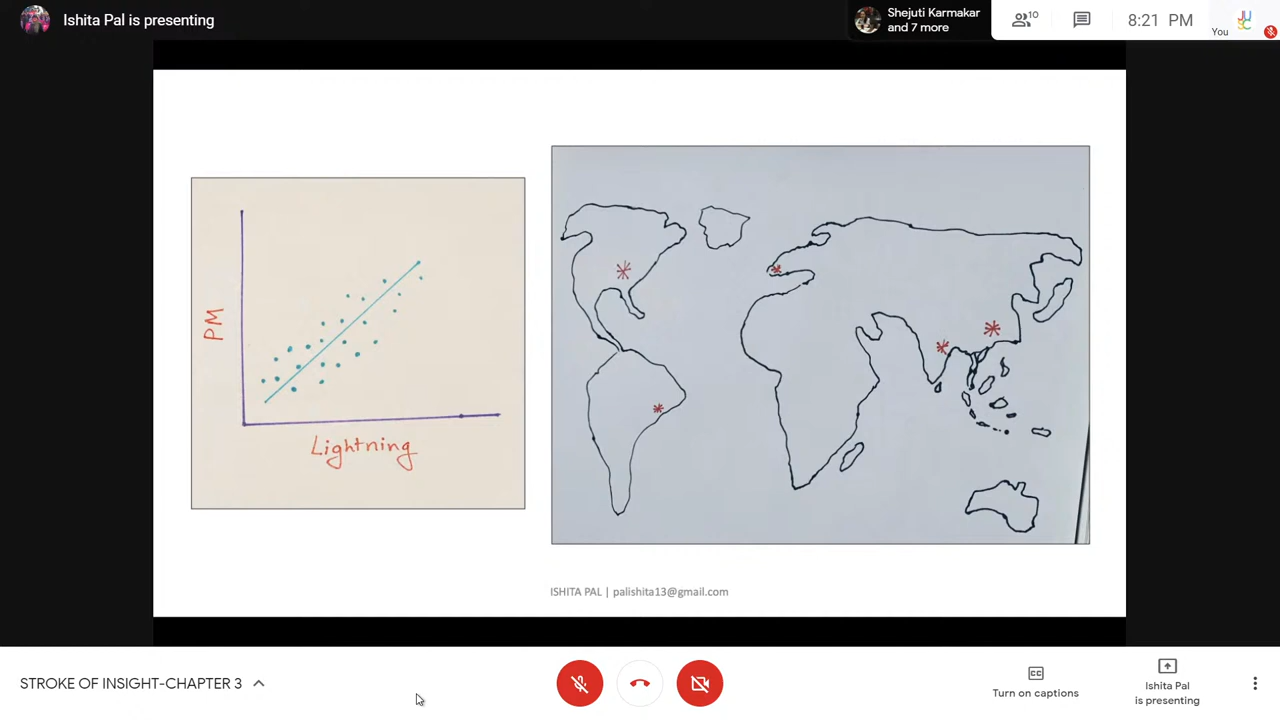 Ishita Pal is presenting
Shejuti Karmakar
and 7 more
10
8:21 PM
You
PM
Lightning
ISHITA PAL | palishita13@gmail.com
STROKE OF INSIGHT-CHAPTER 3
CC
Turn on captions
Ishita Pal
is presenting